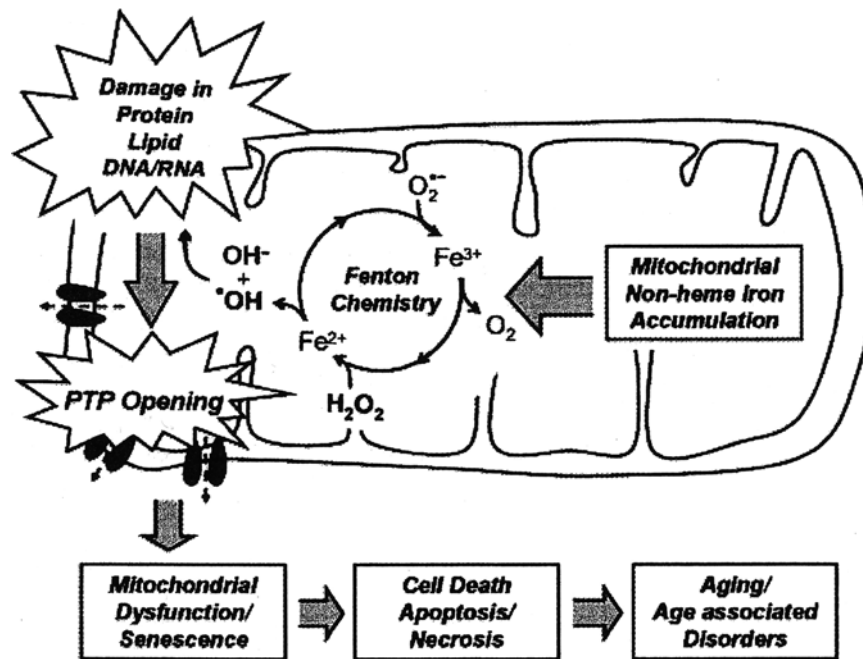 Damage in
Protein
Lipid
DNA/RNA
O₂•−
OH⁻
+
•OH
Fenton
Chemistry
Fe³⁺
O₂
Fe²⁺
H₂O₂
Mitochondrial
Non-heme Iron
Accumulation
PTP Opening
Mitochondrial
Dysfunction/
Senescence
Cell Death
Apoptosis/
Necrosis
Aging/
Age associated
Disorders